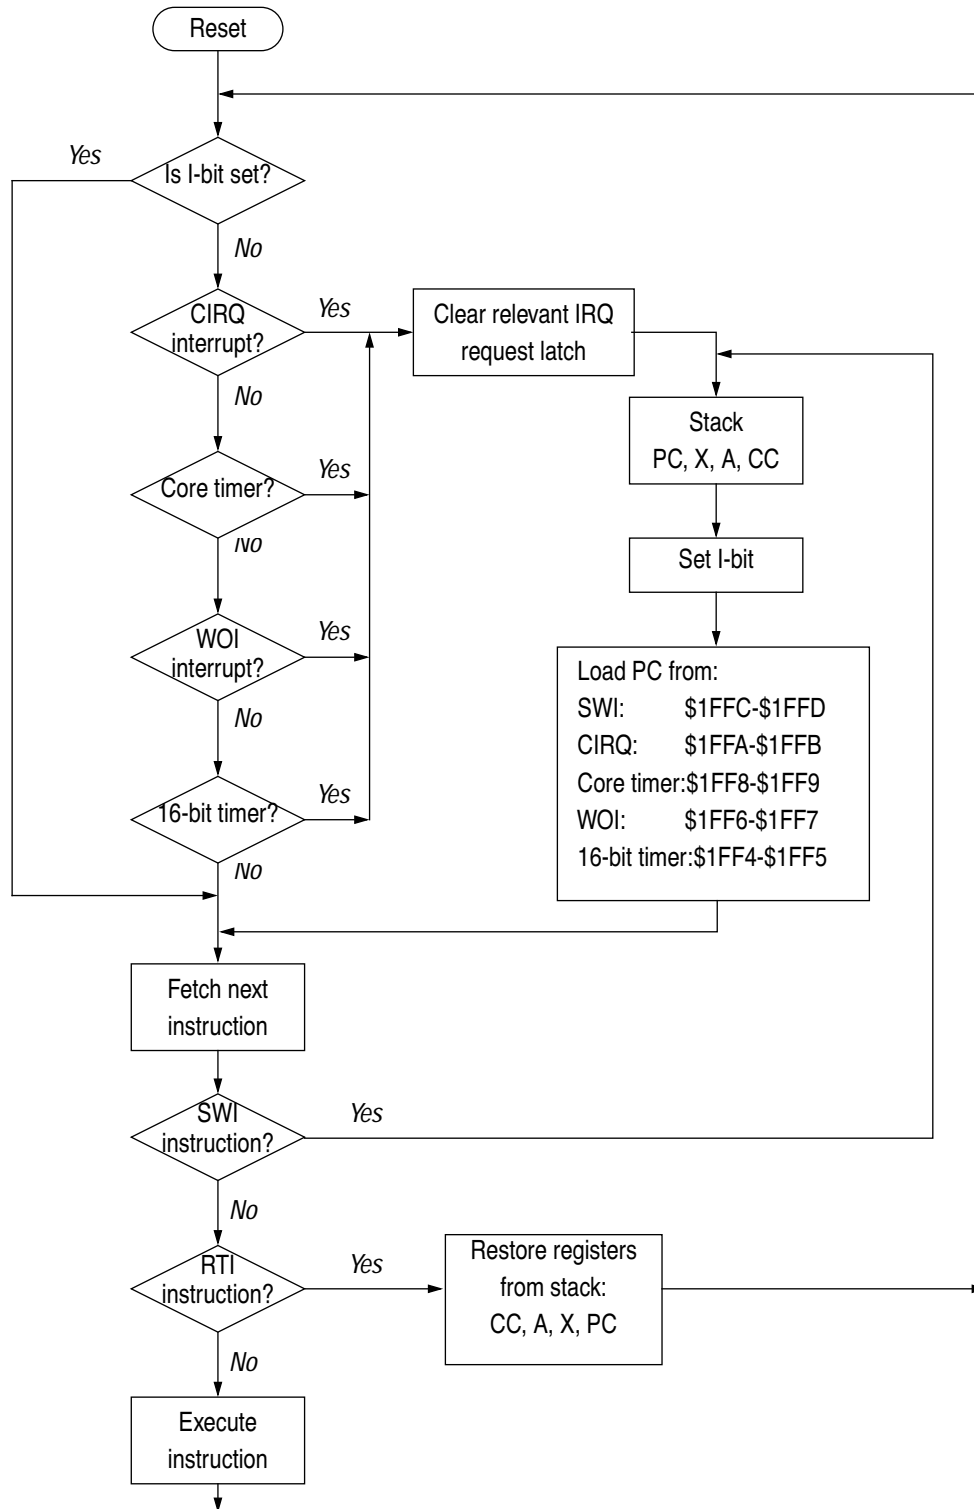 Reset
Yes
Is I-bit set?
No
CIRQ
interrupt?
Yes
Clear relevant IRQ
request latch
No
Stack
PC, X, A, CC
Core timer?
Yes
No
Set I-bit
WOI
interrupt?
Yes
No
Load PC from:
SWI: $1FFC-$1FFD
CIRQ: $1FFA-$1FFB
Core timer:$1FF8-$1FF9
WOI: $1FF6-$1FF7
16-bit timer:$1FF4-$1FF5
16-bit timer?
Yes
No
Fetch next
instruction
SWI
instruction?
Yes
No
RTI
instruction?
Yes
Restore registers
from stack:
CC, A, X, PC
No
Execute
instruction